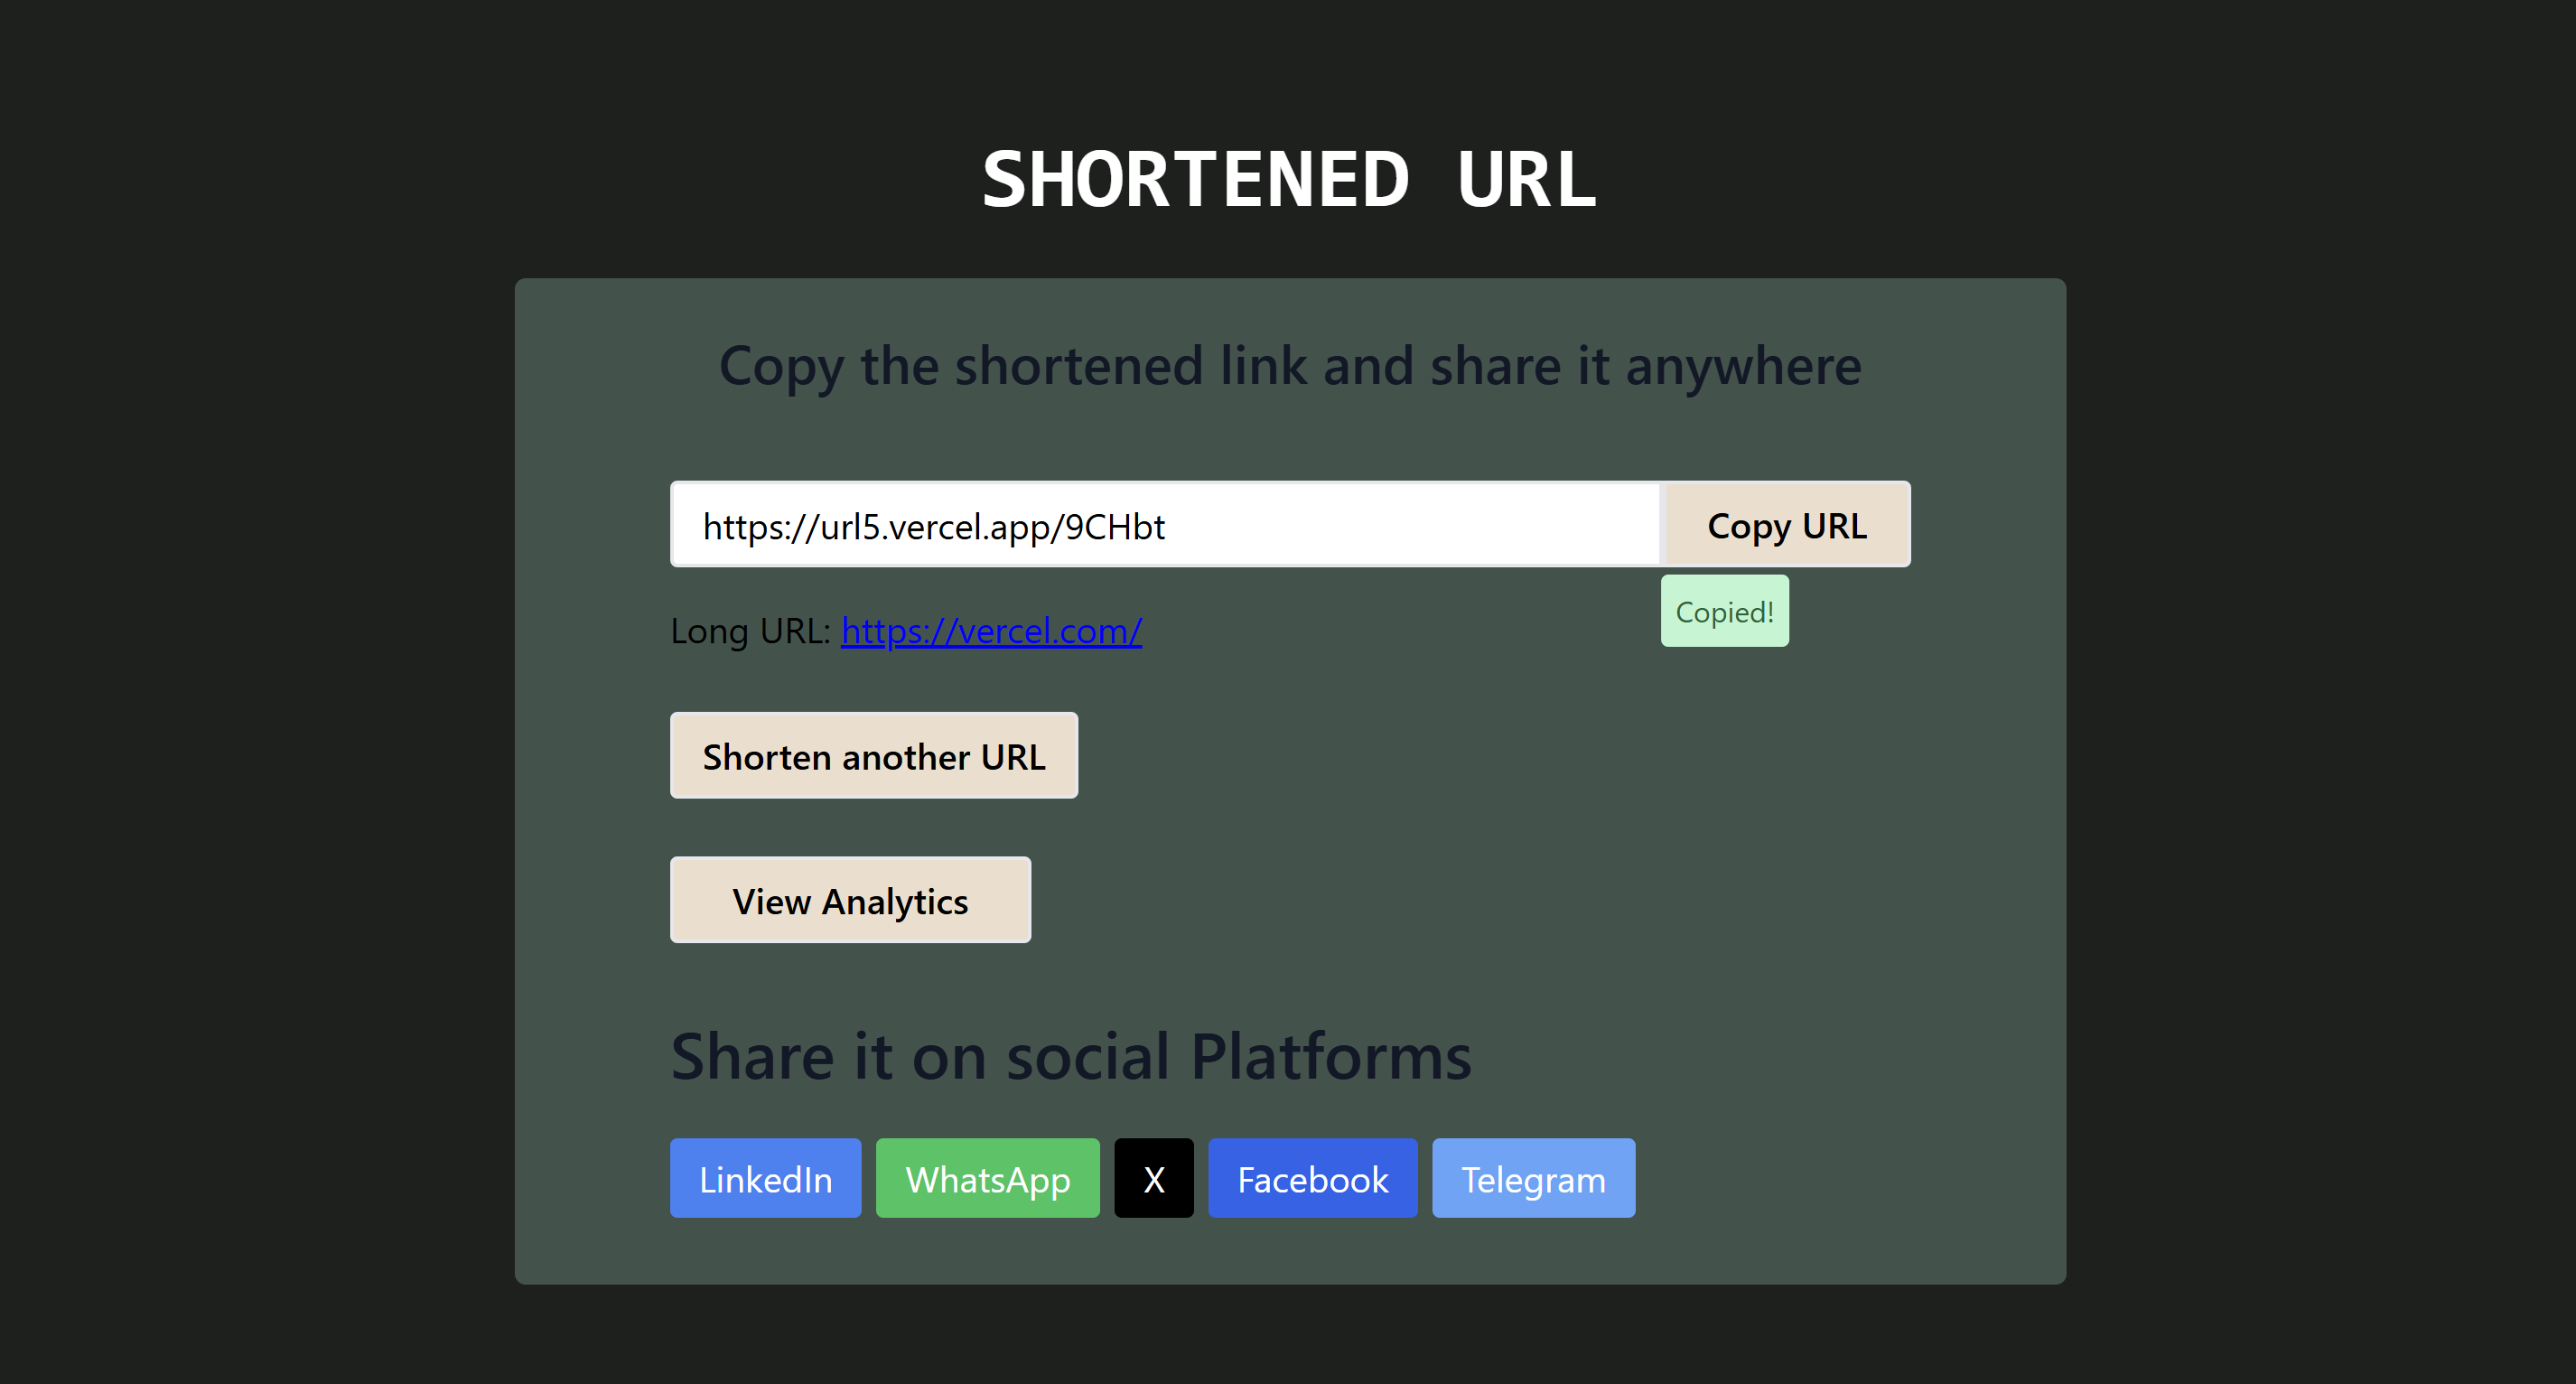 SHORTENED URL
Copy the shortened link and share it anywhere
https://url5.vercel.app/9CHbt
Copy URL
Copied!
Long URL: https://vercel.com/
Shorten another URL
View Analytics
Share it on social Platforms
LinkedIn WhatsApp X Facebook Telegram